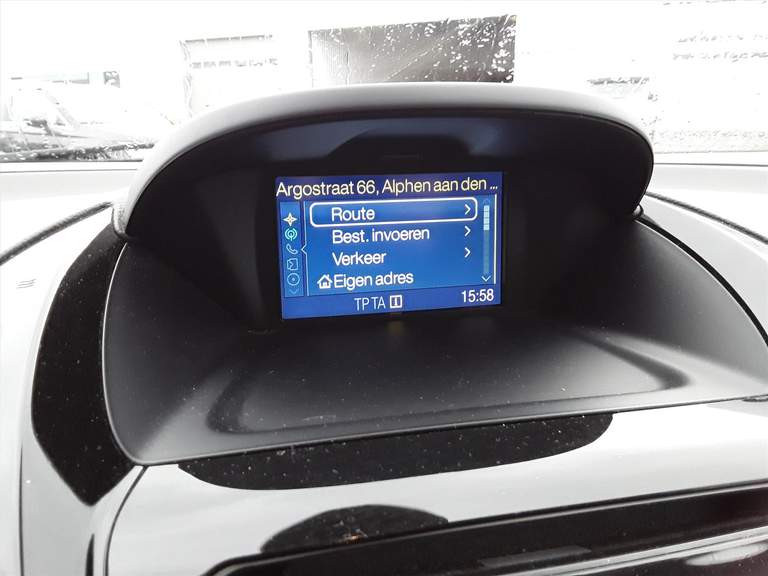 Argostraat 66, Alphen aan den ...
Route
Best. invoeren
Verkeer
Eigen adres
TP TA
15:58